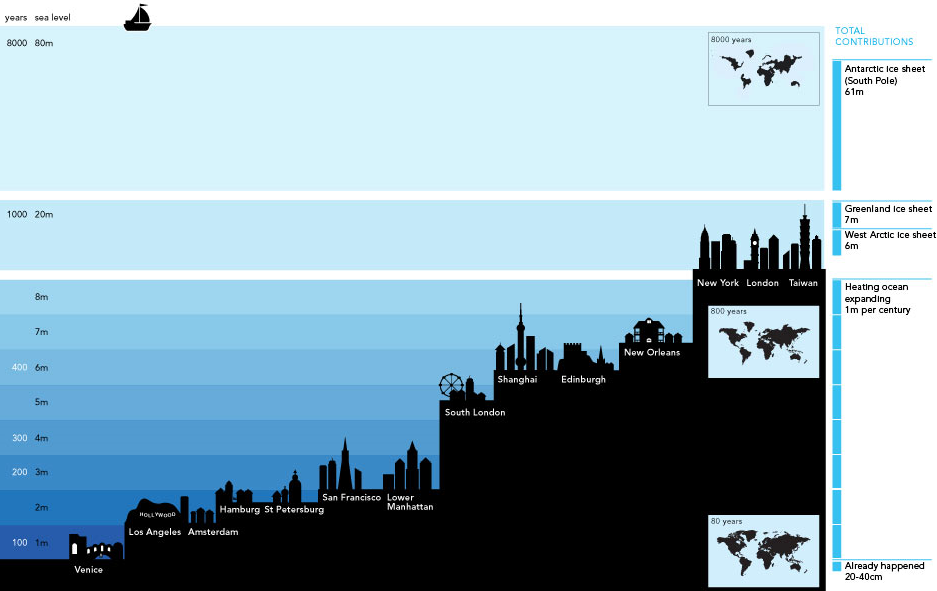 years sea level
8000 80m
8000 years
TOTAL
CONTRIBUTIONS
Antarctic ice sheet
(South Pole)
61m
1000 20m
Greenland ice sheet
7m
West Arctic ice sheet
6m
New York London Taiwan
Heating ocean
expanding
1m per century
8m
800 years
7m
New Orleans
400 6m
Shanghai Edinburgh
5m
South London
300 4m
200 3m
San Francisco Lower
Manhattan
2m
Hamburg St Petersburg
HOLLYWOOD
Los Angeles Amsterdam
80 years
100 1m
Venice
Already happened
20-40cm